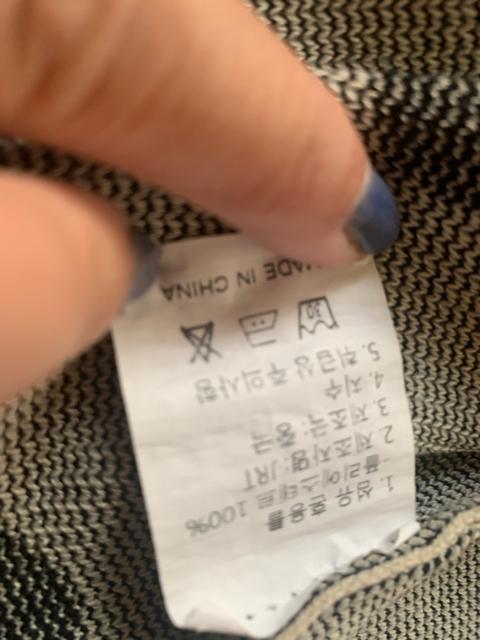 1. 섬유 혼용률
- 폴리에스테르 100%
2. 제조자명: JRT
3. 제조국: 중국
4. 치수
5. 취급상 주의사항
30
MADE IN CHINA